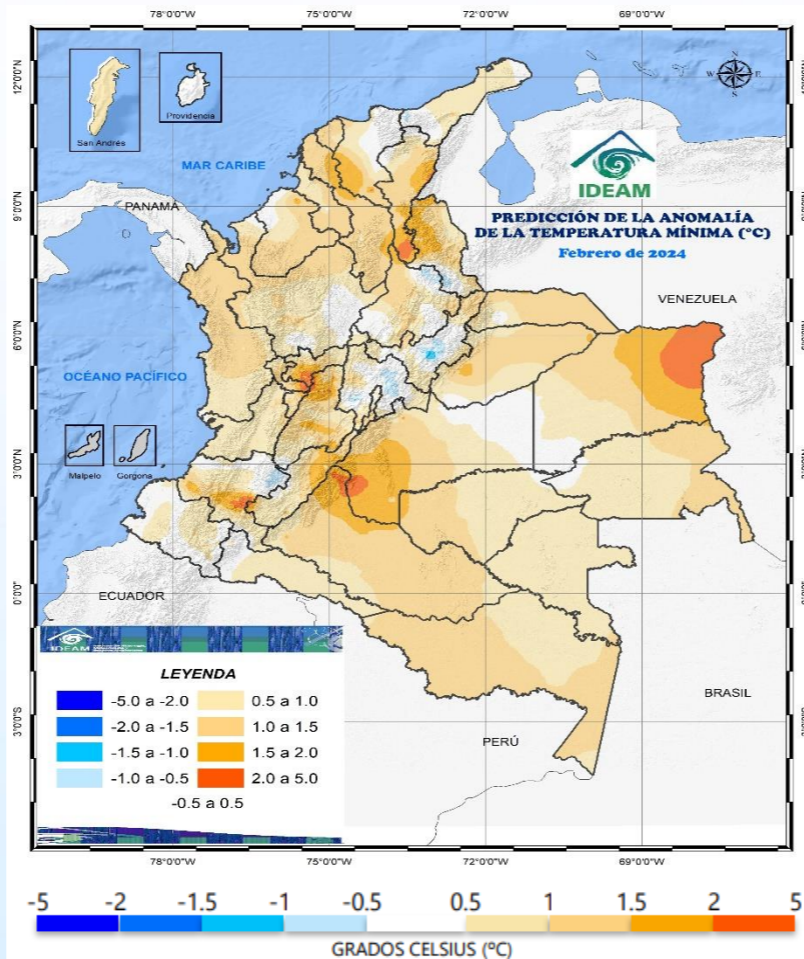 78°0'0"W 75°0'0"W 72°0'0"W 69°0'0"W
12°0'0"N
9°0'0"N
6°0'0"N
3°0'0"N
0°0'0"
3°0'0"S
San Andrés
Providencia
N
W E
S
MAR CARIBE
IDEAM
PANAMÁ
PREDICCIÓN DE LA ANOMALÍA
DE LA TEMPERATURA MÍNIMA (°C)
Febrero de 2024
VENEZUELA
OCÉANO PACÍFICO
Malpelo
Gorgona
ECUADOR
IDEAM
LEYENDA
-5.0 a -2.0 0.5 a 1.0
-2.0 a -1.5 1.0 a 1.5
-1.5 a -1.0 1.5 a 2.0
-1.0 a -0.5 2.0 a 5.0
-0.5 a 0.5
BRASIL
PERÚ
78°0'0"W 75°0'0"W 72°0'0"W 69°0'0"W
-5 -2 -1.5 -1 -0.5 0.5 1 1.5 2 5
GRADOS CELSIUS (ºC)